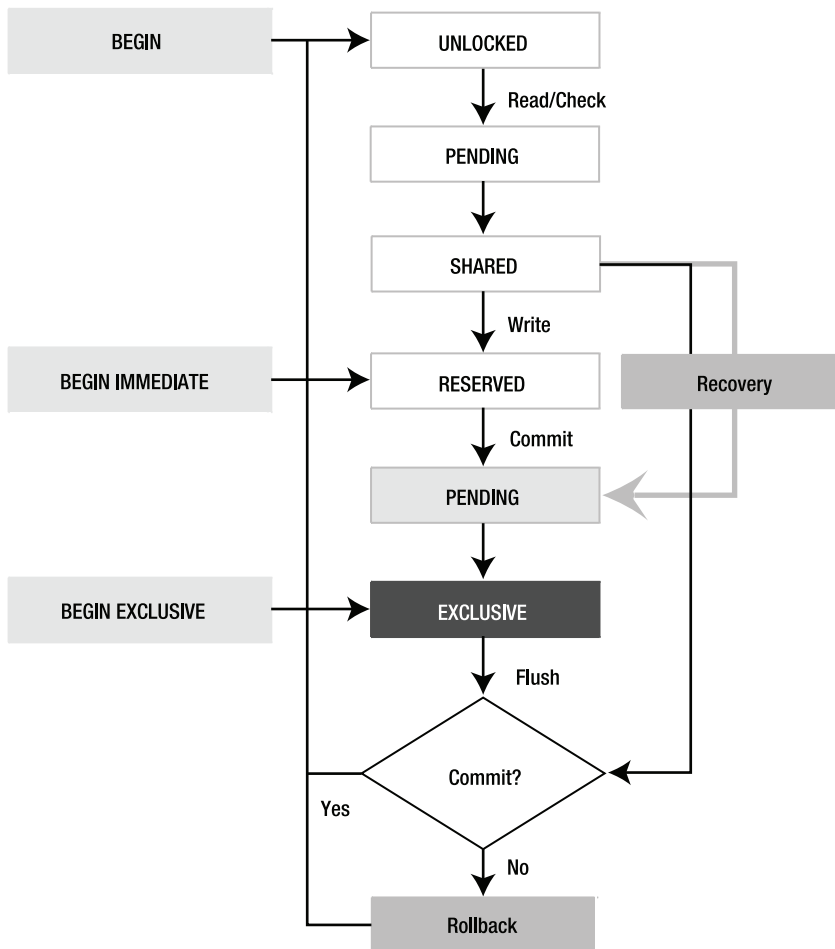 BEGIN
UNLOCKED
Read/Check
PENDING
SHARED
Write
BEGIN IMMEDIATE
RESERVED
Recovery
Commit
PENDING
BEGIN EXCLUSIVE
EXCLUSIVE
Flush
Commit?
Yes
No
Rollback